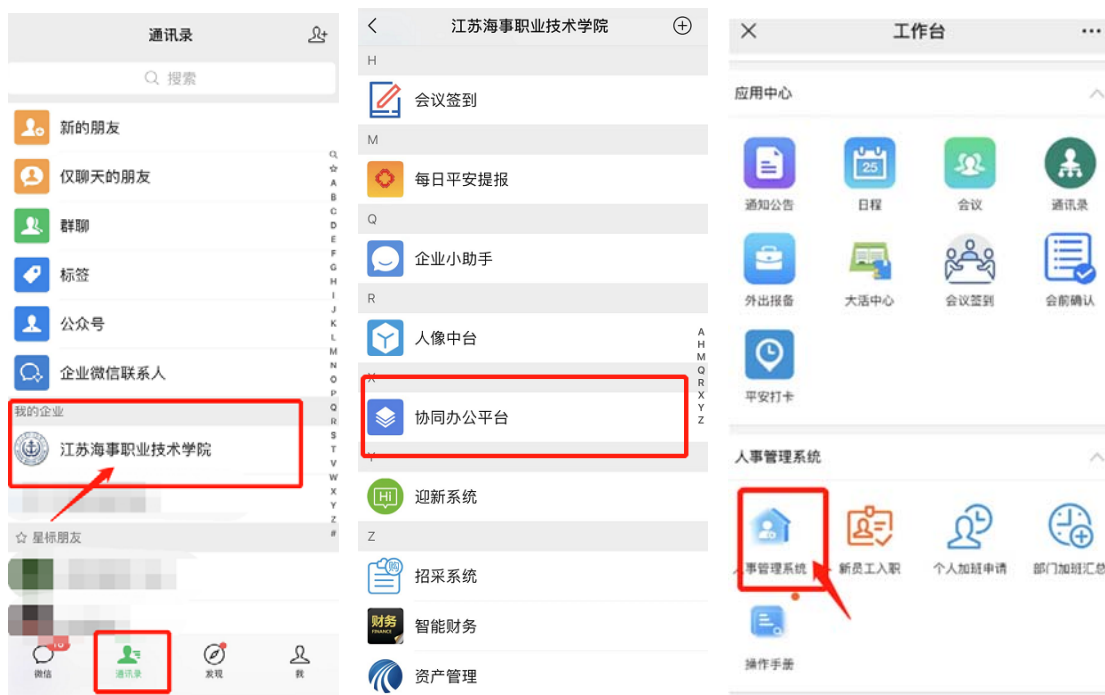 通讯录
搜索
新的朋友
仅聊天的朋友
群聊
标签
公众号
企业微信联系人
我的企业
江苏海事职业技术学院
☆ 星标朋友
微信
通讯录
发现
我
A
B
C
D
E
F
G
H
I
J
K
L
M
N
O
P
Q
R
S
T
V
W
X
Y
Z
#
江苏海事职业技术学院
H
会议签到
M
每日平安提报
Q
企业小助手
R
人像中台
X
协同办公平台
Y
Hi
迎新系统
Z
购
招采系统
财务
FINANCE
智能财务
资产管理
A
H
M
Q
R
X
Y
Z
工作台
应用中心
25
通知公告 日程 会议 通讯录
外出报备 大活中心 会议签到 会前确认
平安打卡
人事管理系统
人事管理系统 新员工入职 个人加班申请 部门加班汇总
操作手册